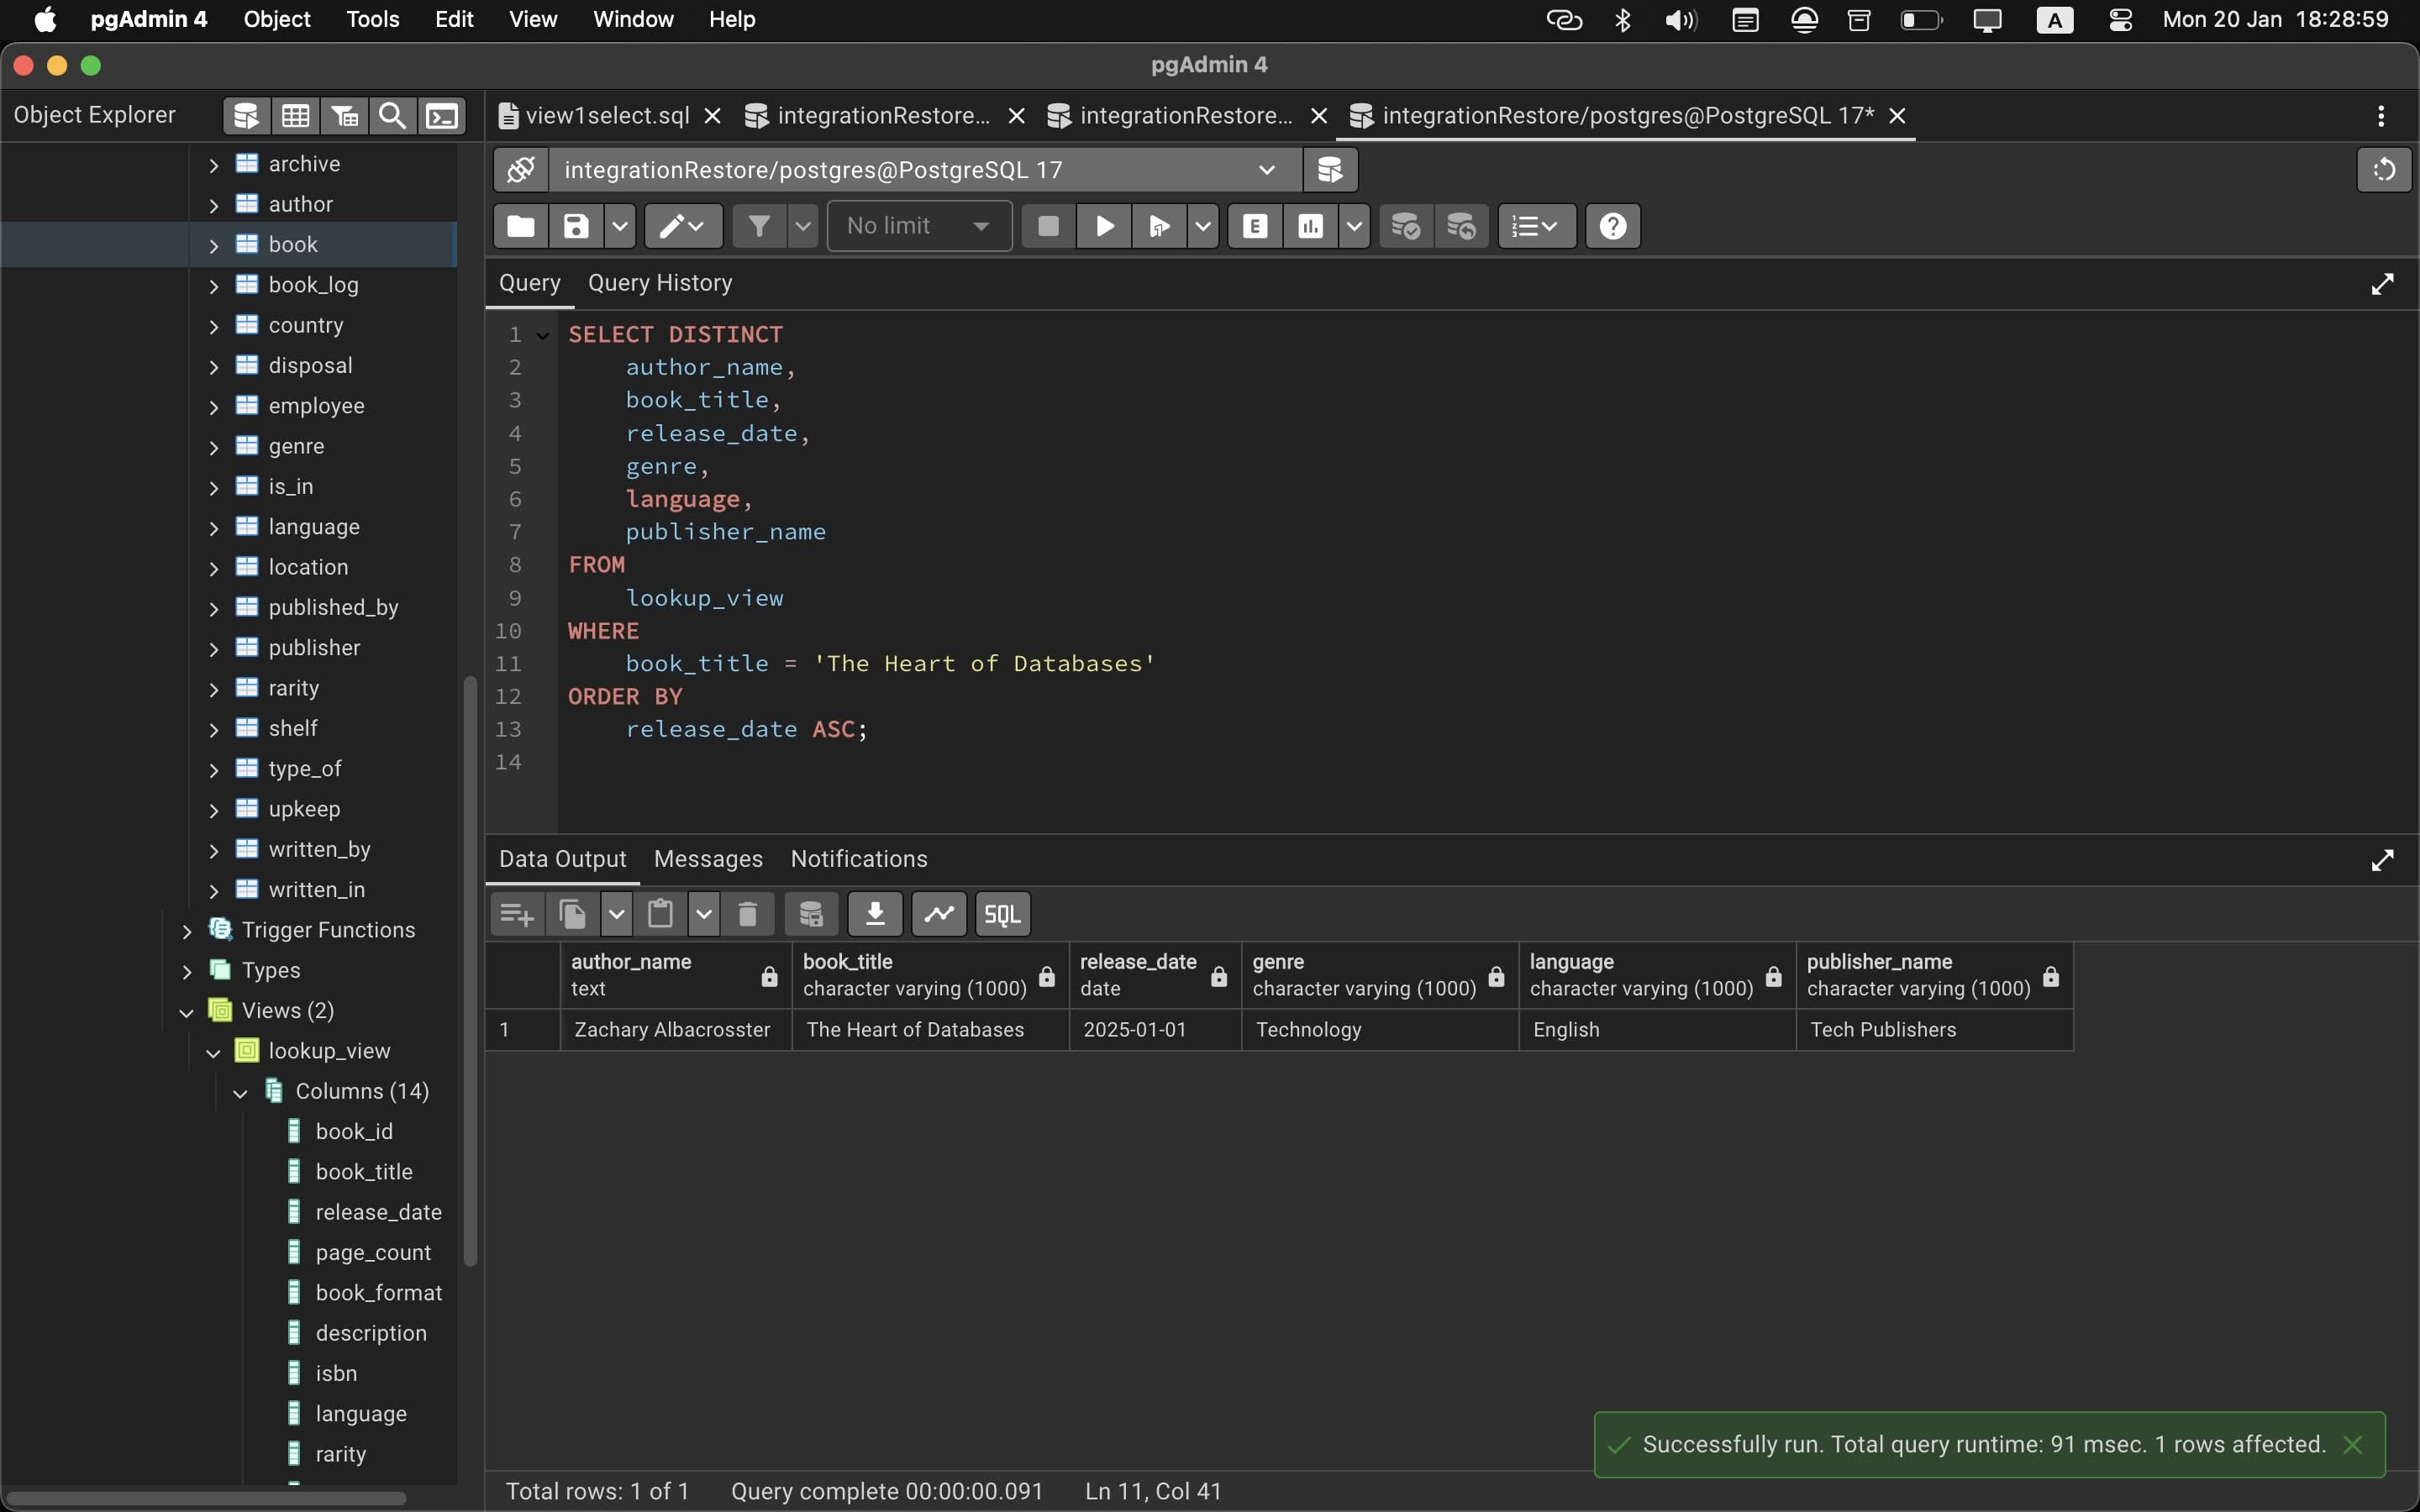 pgAdmin 4 Object Tools Edit View Window Help A Mon 20 Jan 18:28:59
pgAdmin 4
Object Explorer
archive
author
book
book_log
country
disposal
employee
genre
is_in
language
location
published_by
publisher
rarity
shelf
type_of
upkeep
written_by
written_in
Trigger Functions
Types
Views (2)
lookup_view
Columns (14)
book_id
book_title
release_date
page_count
book_format
description
isbn
language
rarity
view1select.sql integrationRestore... integrationRestore... integrationRestore/postgres@PostgreSQL 17*
integrationRestore/postgres@PostgreSQL 17
No limit E
Query Query History
1 SELECT DISTINCT
2 author_name,
3 book_title,
4 release_date,
5 genre,
6 language,
7 publisher_name
8 FROM
9 lookup_view
10 WHERE
11 book_title = 'The Heart of Databases'
12 ORDER BY
13 release_date ASC;
14
Data Output Messages Notifications
SQL
author_name book_title release_date genre language publisher_name
text character varying (1000) date character varying (1000) character varying (1000) character varying (1000)
1 Zachary Albacrosster The Heart of Databases 2025-01-01 Technology English Tech Publishers
Successfully run. Total query runtime: 91 msec. 1 rows affected.
Total rows: 1 of 1 Query complete 00:00:00.091 Ln 11, Col 41